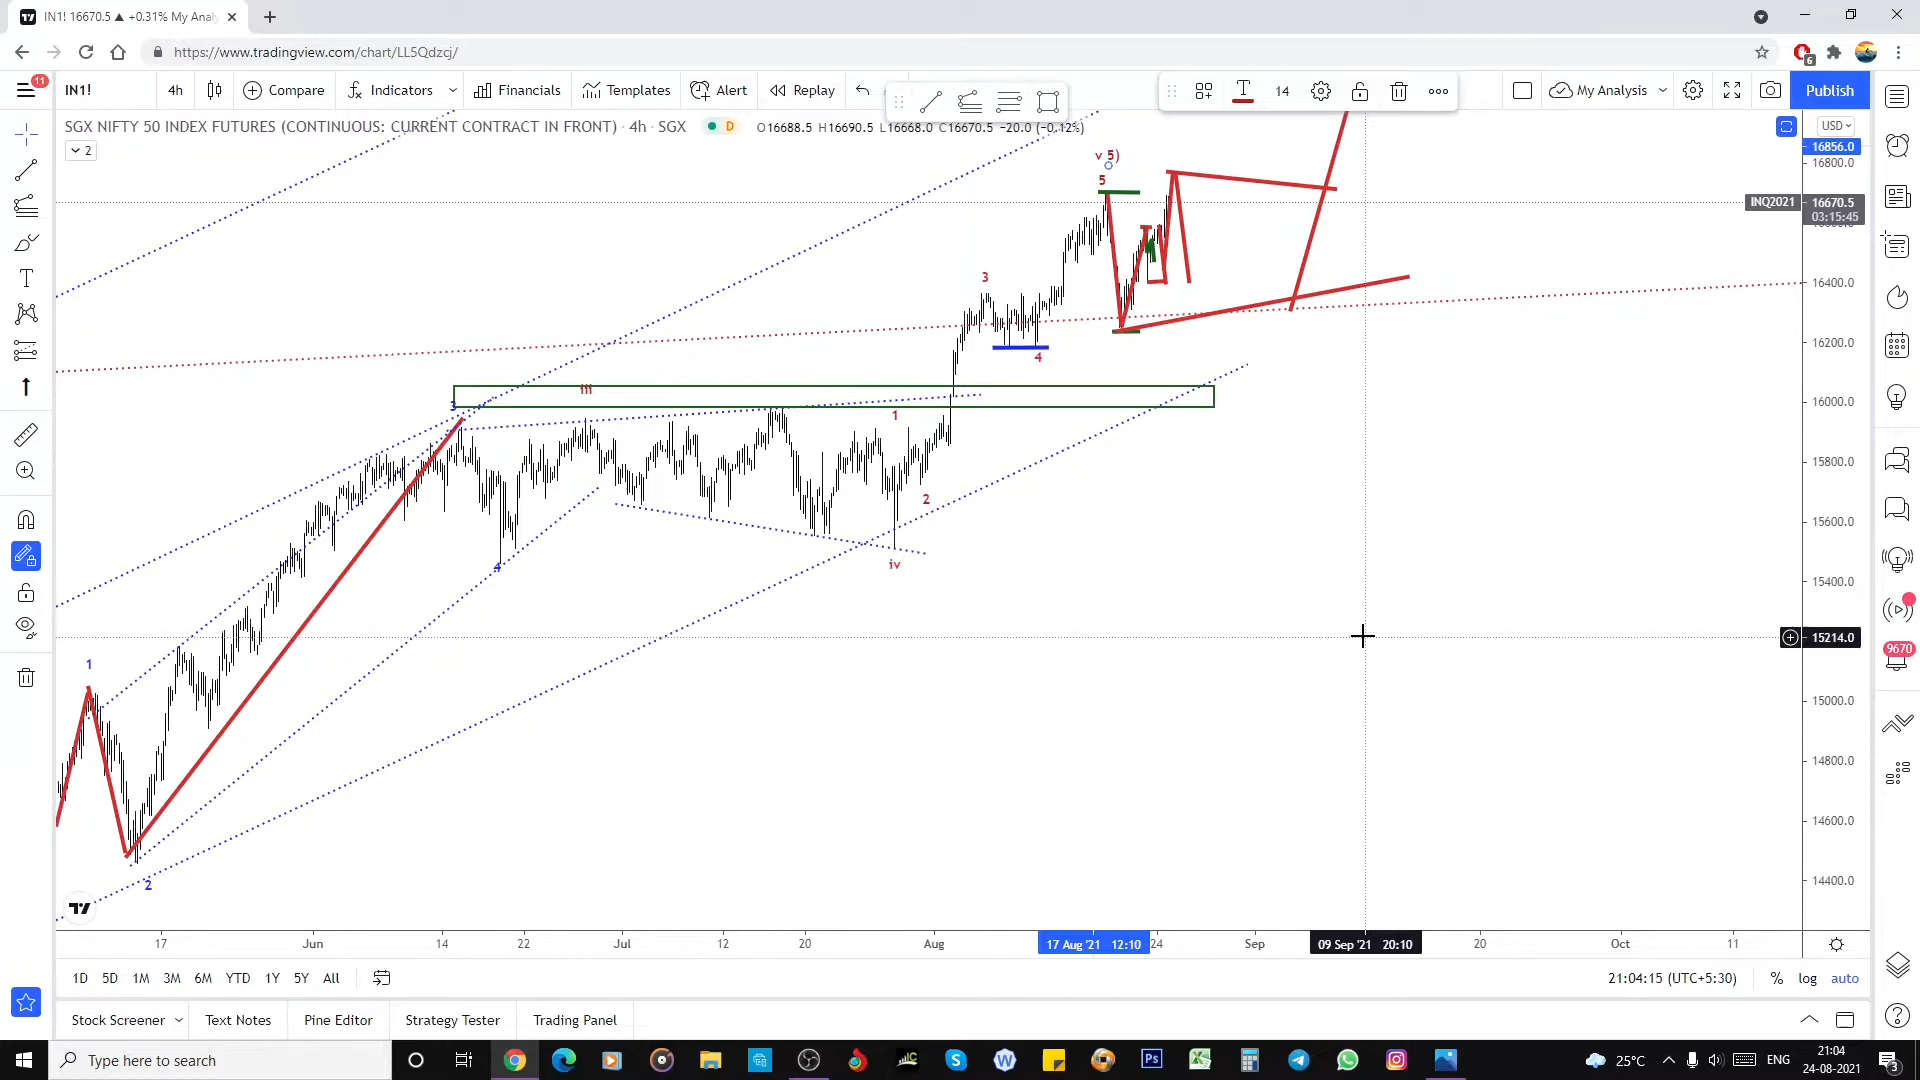 IN1! 16670.5 ▲ +0.31% My Analy
https://www.tradingview.com/chart/LL5Qdzcj/
6
11
IN1! 4h Compare Indicators Financials Templates Alert Replay 14 My Analysis Publish
SGX NIFTY 50 INDEX FUTURES (CONTINUOUS: CURRENT CONTRACT IN FRONT) · 4h · SGX D O16688.5 H16690.5 L16668.0 C16670.5 −20.0 (−0.12%)
2
USD
16856.0
16800.0
INQ2021 16670.5
03:15:45
16400.0
16200.0
16000.0
15800.0
15600.0
15400.0
15214.0
15000.0
14800.0
14600.0
14400.0
v 5)
5
3
4
iii
3
1
2
4
iv
1
2
9670
17 Jun 14 22 Jul 12 20 Aug 17 Aug '21 12:10 24 Sep 09 Sep '21 20:10 20 Oct 11
1D 5D 1M 3M 6M YTD 1Y 5Y All 21:04:15 (UTC+5:30) % log auto
Stock Screener Text Notes Pine Editor Strategy Tester Trading Panel
Type here to search
25°C ENG
21:04
24-08-2021
3